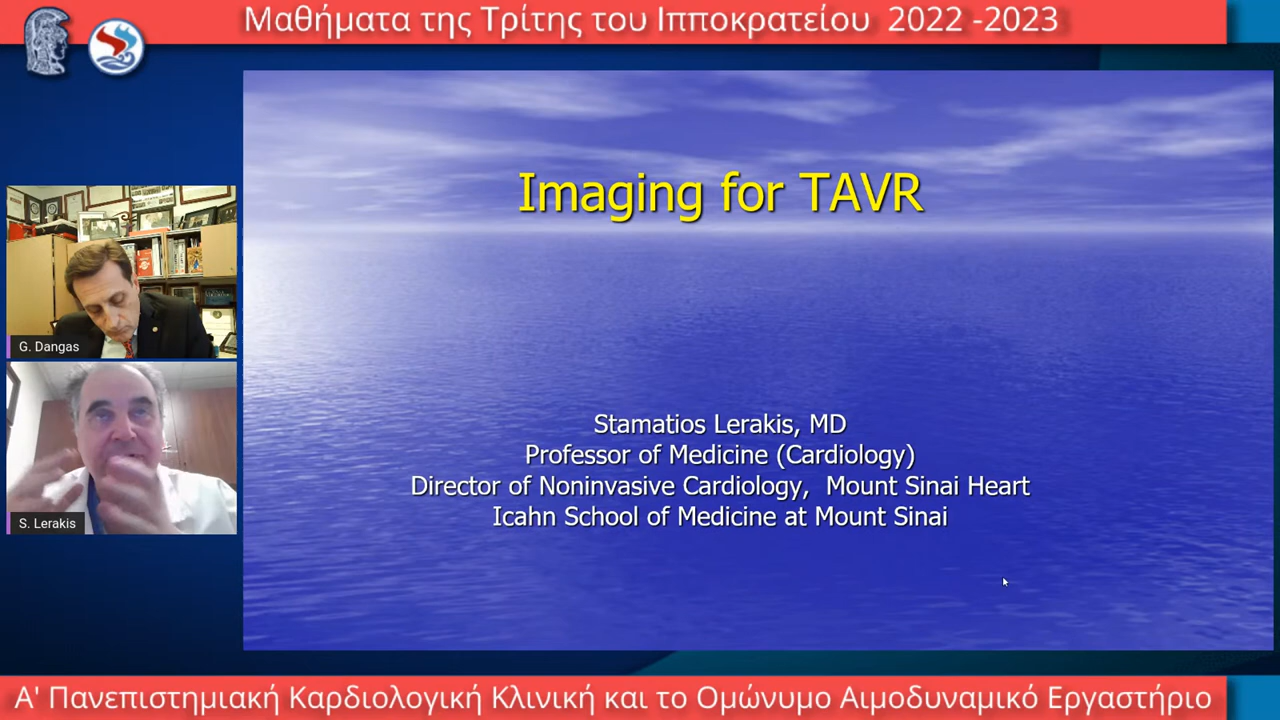 Μαθήματα της Τρίτης του Ιπποκρατείου 2022 -2023
Imaging for TAVR
G. Dangas
S. Lerakis
Stamatios Lerakis, MD
Professor of Medicine (Cardiology)
Director of Noninvasive Cardiology, Mount Sinai Heart
Icahn School of Medicine at Mount Sinai
Α' Πανεπιστημιακή Καρδιολογική Κλινική και το Ομώνυμο Αιμοδυναμικό Εργαστήριο